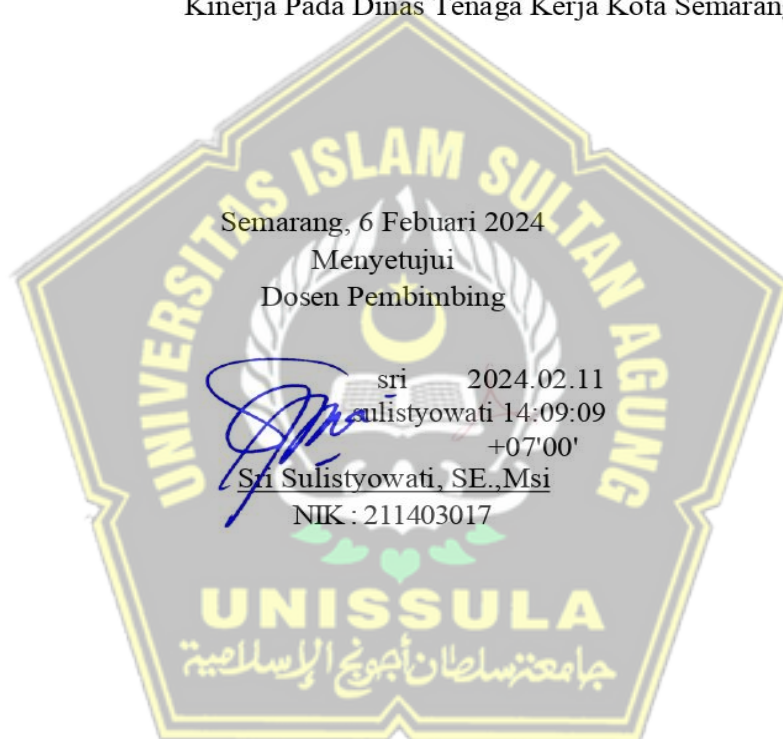 Kinerja Pada Dinas Tenaga Kerja Kota Semarang
UNIVERSITAS ISLAM SULTAN AGUNG
Semarang, 6 Febuari 2024
Menyetujui
Dosen Pembimbing
sri 2024.02.11
sulistyowati 14:09:09
+07'00'
Sri Sulistyowati, SE.,Msi
NIK : 211403017
UNISSULA
جامعة سلطان أجونج الإسلامية